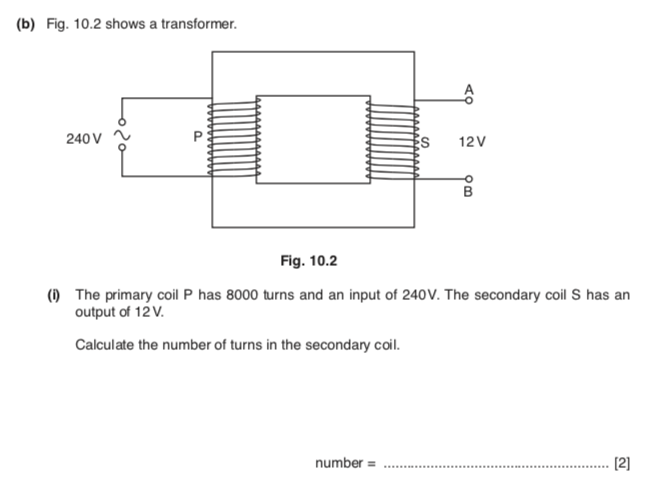 (b) Fig. 10.2 shows a transformer.
A
240 V
P
S
12 V
B
Fig. 10.2
(i) The primary coil P has 8000 turns and an input of 240 V. The secondary coil S has an
output of 12 V.
Calculate the number of turns in the secondary coil.
number = ........................................................ [2]